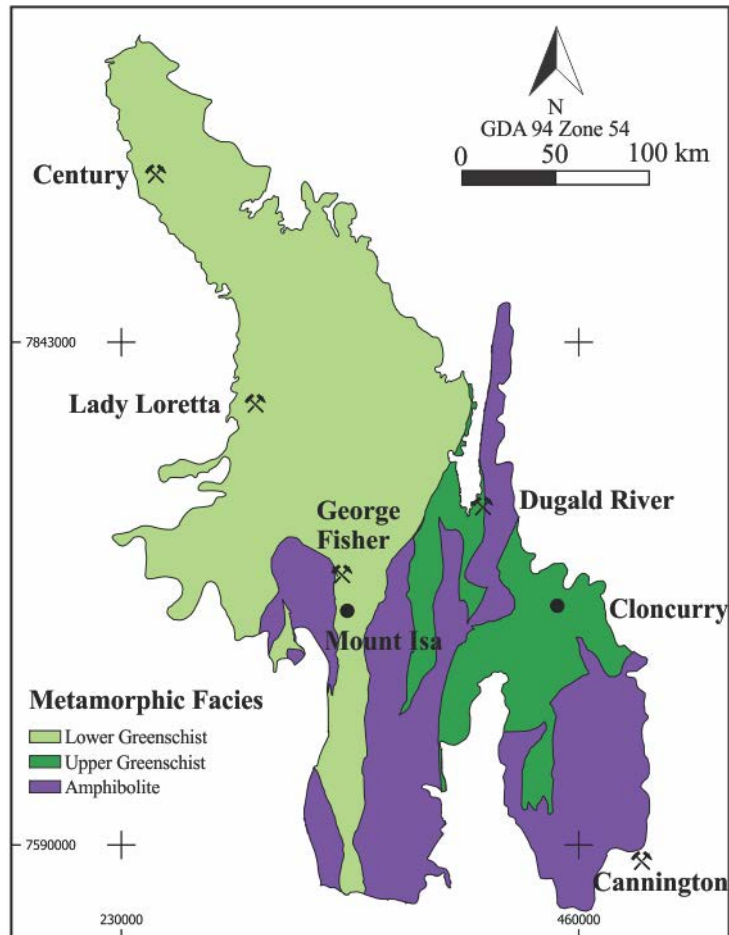 N
GDA 94 Zone 54
0 50 100 km
Century
7843000
Lady Loretta
Dugald River
George
Fisher
Cloncurry
Mount Isa
Metamorphic Facies
Lower Greenschist
Upper Greenschist
Amphibolite
7590000
Cannington
230000 460000